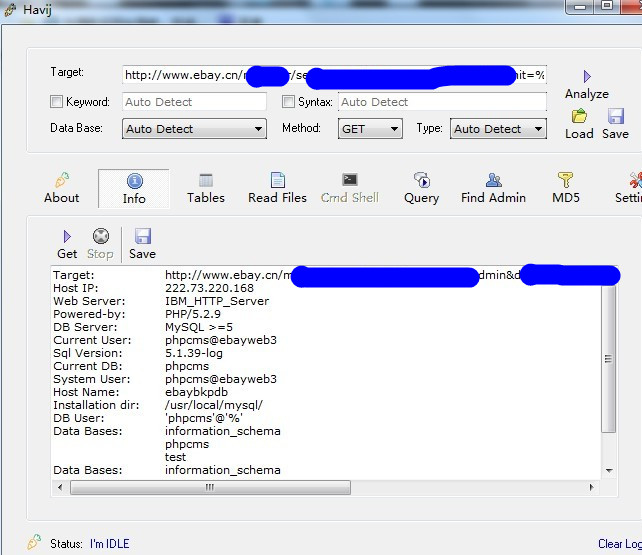 Havij
Target: http://www.ebay.cn/ /se nit=%
Analyze
Keyword: Auto Detect Syntax: Auto Detect
Data Base: Auto Detect Method: GET Type: Auto Detect
Load Save
About Info Tables Read Files Cmd Shell Query Find Admin MD5 Settin
Get Stop Save
Target: http://www.ebay.cn/ dmin&d
Host IP: 222.73.220.168
Web Server: IBM_HTTP_Server
Powered-by: PHP/5.2.9
DB Server: MySQL >=5
Current User: phpcms@ebayweb3
Sql Version: 5.1.39-log
Current DB: phpcms
System User: phpcms@ebayweb3
Host Name: ebaybkpdb
Installation dir: /usr/local/mysql/
DB User: 'phpcms'@'%'
Data Bases: information_schema
phpcms
test
Data Bases: information_schema
Status: I'm IDLE
Clear Log